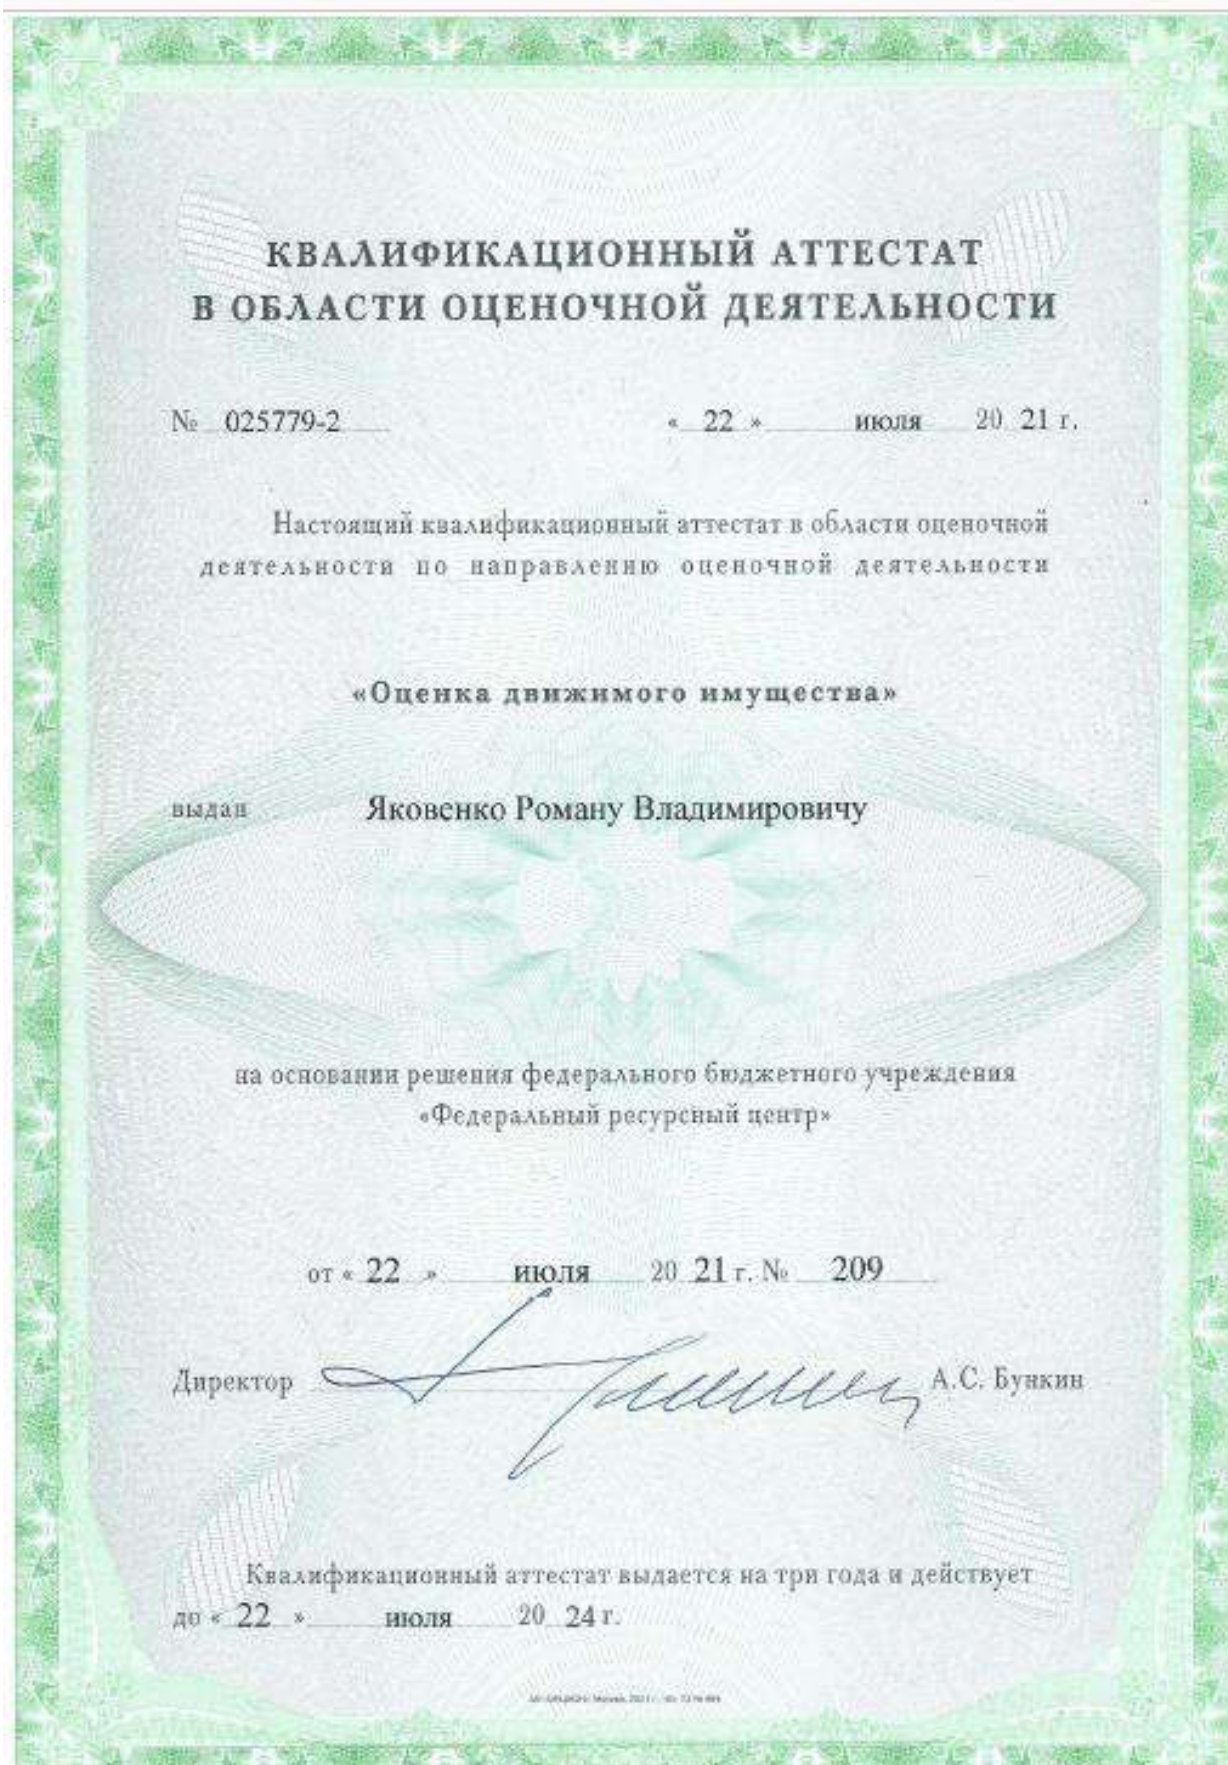 КВАЛИФИКАЦИОННЫЙ АТТЕСТАТ
В ОБЛАСТИ ОЦЕНОЧНОЙ ДЕЯТЕЛЬНОСТИ
№ 025779-2 « 22 » июля 20 21 г.
Настоящий квалификационный аттестат в области оценочной
деятельности по направлению оценочной деятельности
«Оценка движимого имущества»
выдан Яковенко Роману Владимировичу
на основании решения федерального бюджетного учреждения
«Федеральный ресурсный центр»
от « 22 » июля 20 21 г. № 209
Директор А.С. Бункин
Квалификационный аттестат выдается на три года и действует
до « 22 » июля 20 24 г.